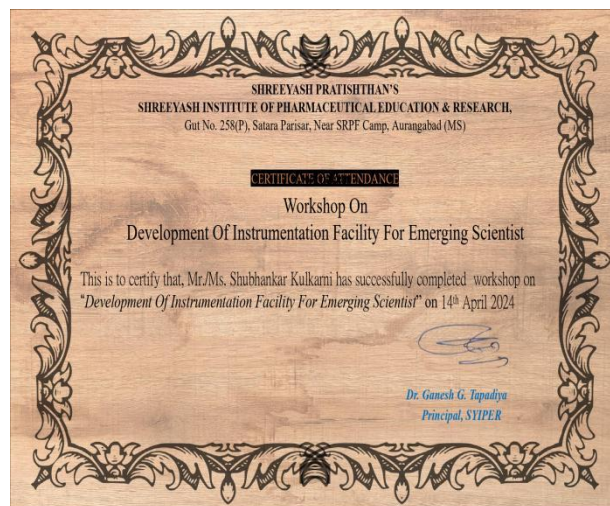 SHREEYASH PRATISHTHAN'S
SHREEYASH INSTITUTE OF PHARMACEUTICAL EDUCATION & RESEARCH,
Gut No. 258(P), Satara Parisar, Near SRPF Camp, Aurangabad (MS)
CERTIFICATE OF ATTENDANCE
Workshop On
Development Of Instrumentation Facility For Emerging Scientist
This is to certify that, Mr./Ms. Shubhankar Kulkarni has successfully completed workshop on
"Development Of Instrumentation Facility For Emerging Scientist" on 14th April 2024
Dr. Ganesh G. Tapadiya
Principal, SYIPER